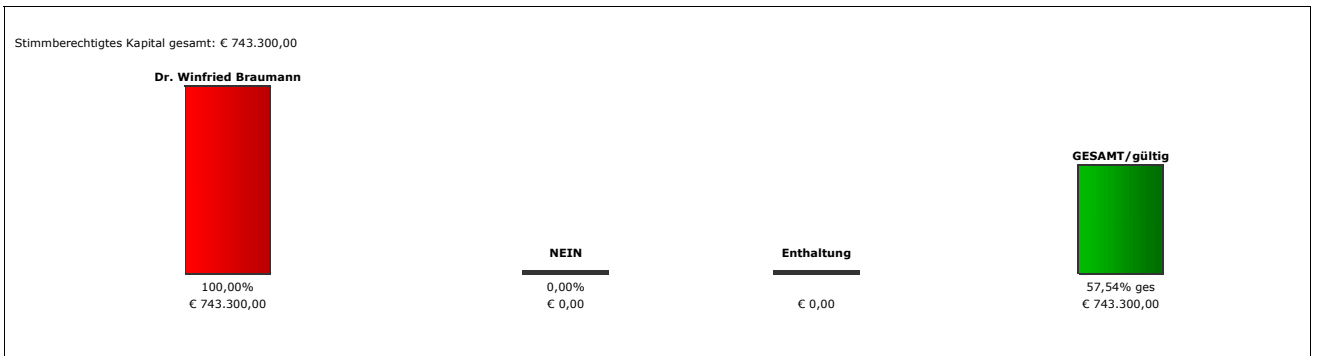 Stimmberechtigtes Kapital gesamt: € 743.300,00
Dr. Winfried Braumann
GESAMT/gültig
NEIN
Enthaltung
100,00%
0,00%
57,54% ges
€ 743.300,00
€ 0,00
€ 0,00
€ 743.300,00